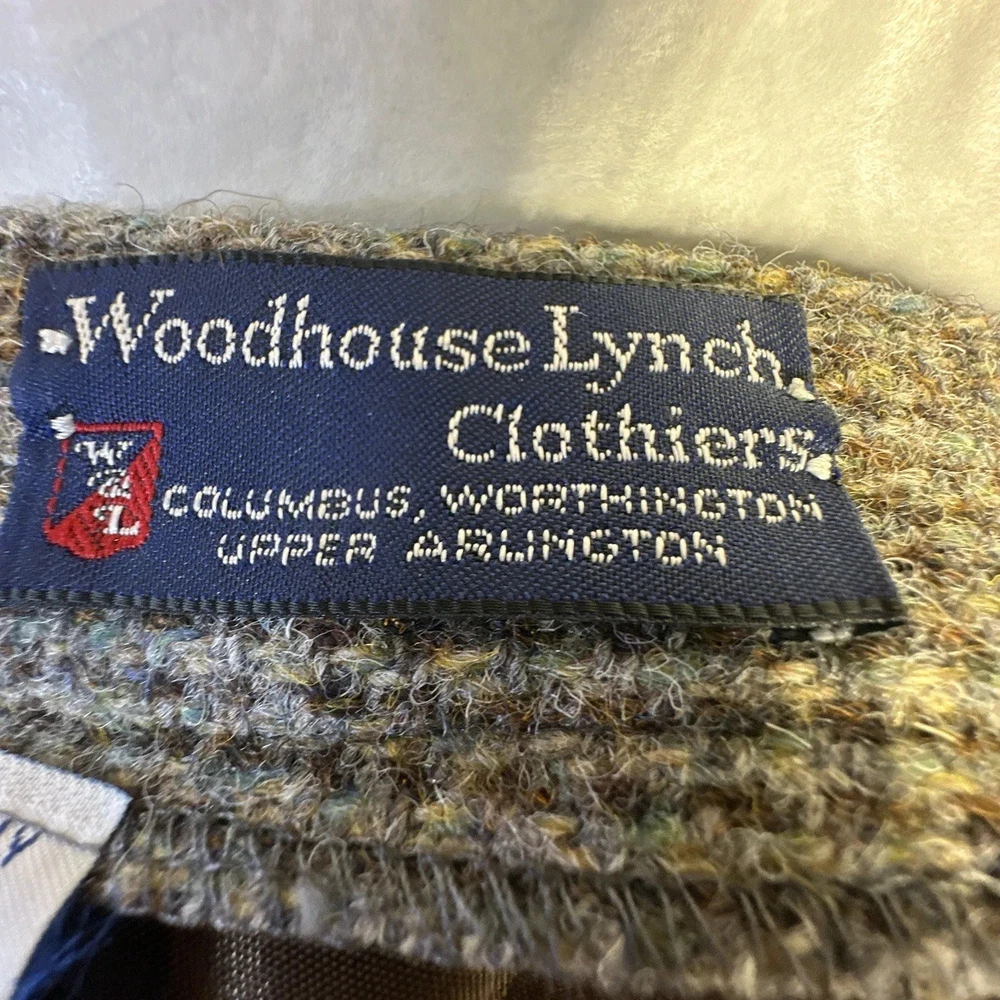 Woodhouse Lynch
Clothiers
W
&
L
COLUMBUS, WORTHINGTON
UPPER ARLINGTON